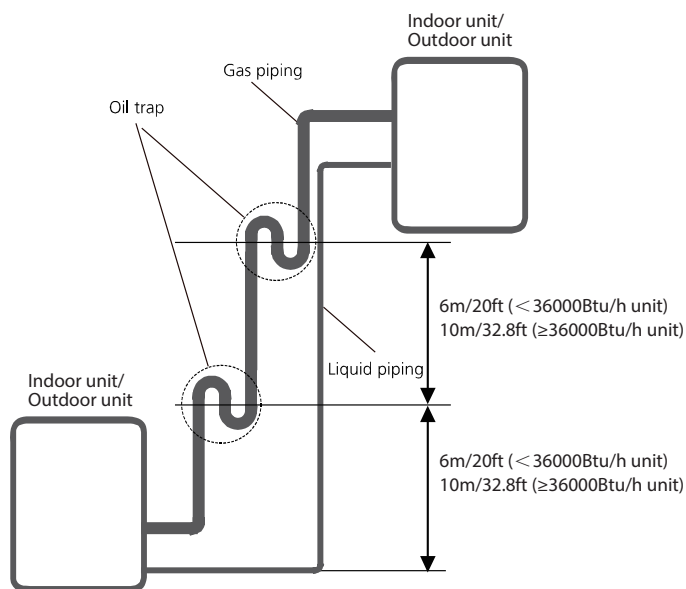 Indoor unit/
Outdoor unit
Gas piping
Oil trap
6m/20ft (<36000Btu/h unit)
10m/32.8ft (≥36000Btu/h unit)
Liquid piping
Indoor unit/
Outdoor unit
6m/20ft (<36000Btu/h unit)
10m/32.8ft (≥36000Btu/h unit)